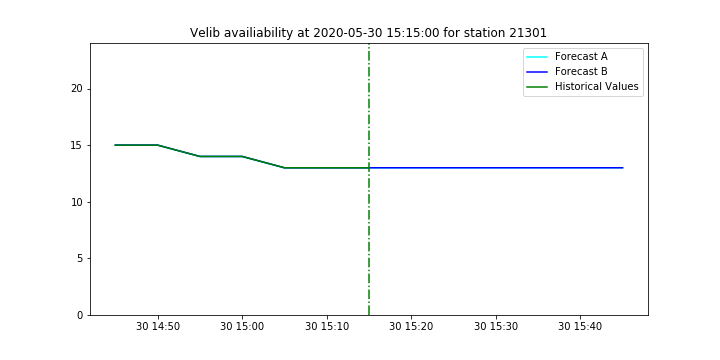 Velib availiability at 2020-05-30 15:15:00 for station 21301
Forecast A
Forecast B
Historical Values
20
15
10
5
0
30 14:50 30 15:00 30 15:10 30 15:20 30 15:30 30 15:40